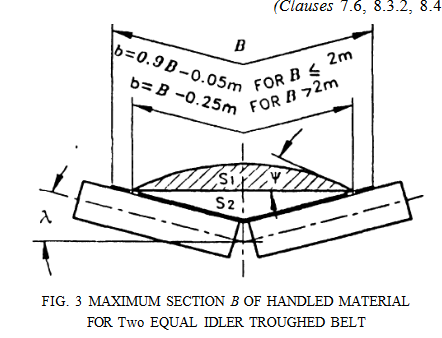 (Clauses 7.6, 8.3.2, 8.4
B
b=0.9B-0.05m FOR B ≤ 2m
b=B-0.25m FOR B>2m
S1 ψ
S2
λ
FIG. 3 MAXIMUM SECTION B OF HANDLED MATERIAL
FOR Two EQUAL IDLER TROUGHED BELT